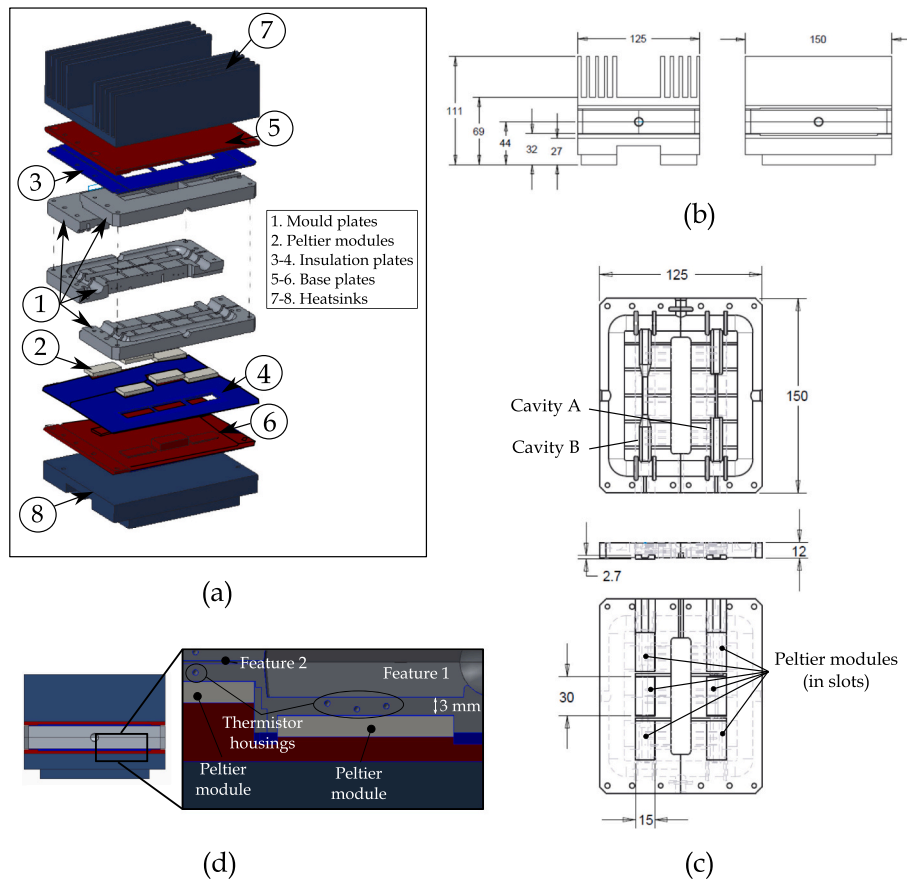 7
5
3
1
2
4
6
8
1. Mould plates
2. Peltier modules
3-4. Insulation plates
5-6. Base plates
7-8. Heatsinks
(a)
125
150
111
69
44
32
27
(b)
125
150
Cavity A
Cavity B
12
2.7
Peltier modules
(in slots)
30
15
(c)
Feature 2
Feature 1
3 mm
Thermistor
housings
Peltier
module
Peltier
module
(d)